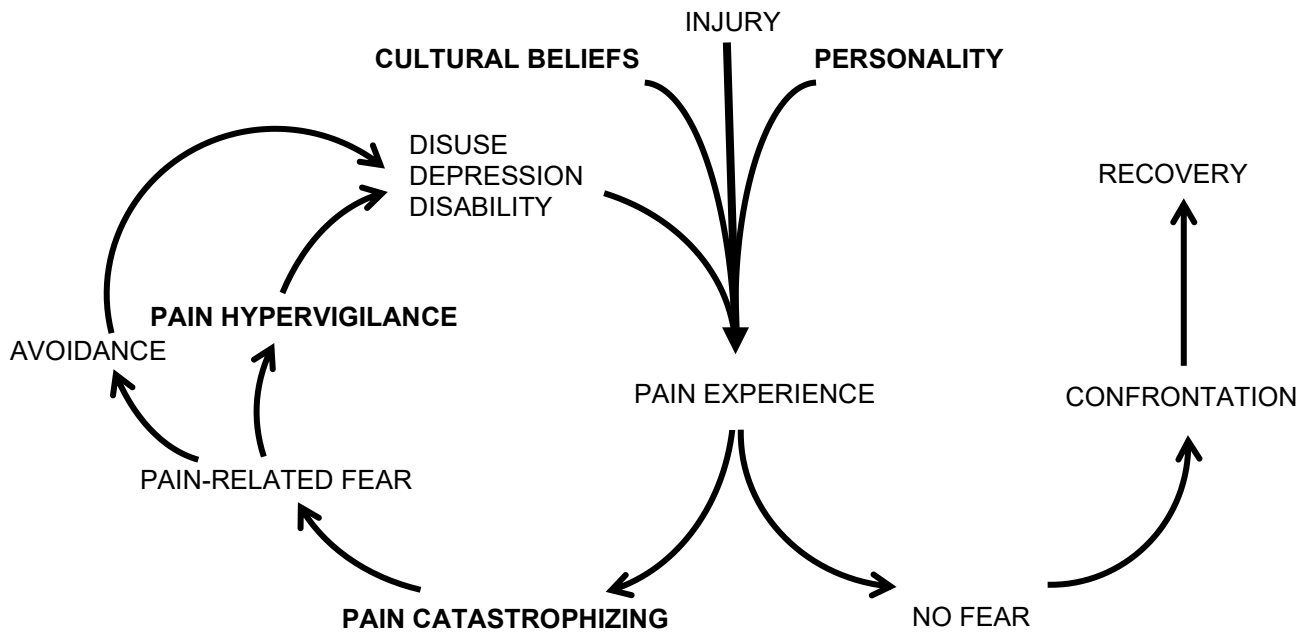 INJURY
CULTURAL BELIEFS
PERSONALITY
DISUSE
DEPRESSION
DISABILITY
RECOVERY
PAIN HYPERVIGILANCE
AVOIDANCE
PAIN EXPERIENCE
CONFRONTATION
PAIN-RELATED FEAR
PAIN CATASTROPHIZING
NO FEAR